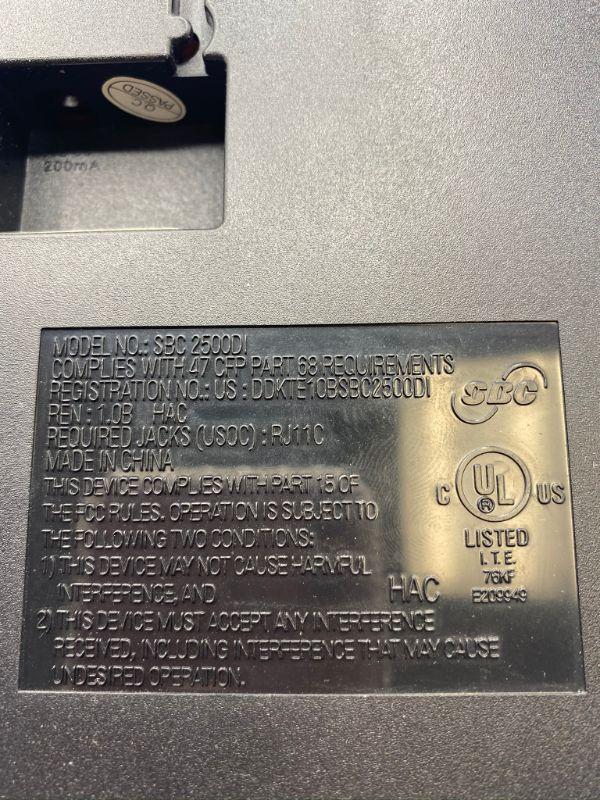 Q.C
PASSED
200mA
MODEL NO.: SBC 2500DI
COMPLIES WITH 47 CFP PART 68 REQUIREMENTS
REGISTRATION NO.: US : DDKTE10BSBC2500DI
REN : 1.0B HAC
REQUIRED JACKS (USOC) : RJ11C
MADE IN CHINA
THIS DEVICE COMPLIES WITH PART 15 OF
THE FCC RULES. OPERATION IS SUBJECT TO
THE FOLLOWING TWO CONDITIONS:
1) THIS DEVICE MAY NOT CAUSE HARMFUL
INTERFERENCE, AND
2) THIS DEVICE MUST ACCEPT ANY INTERFERENCE
RECEIVED, INCLUDING INTERFERENCE THAT MAY CAUSE
UNDESIRED OPERATION.
HAC
SBC
C UL US
®
LISTED
I.T.E.
76KF
E209949